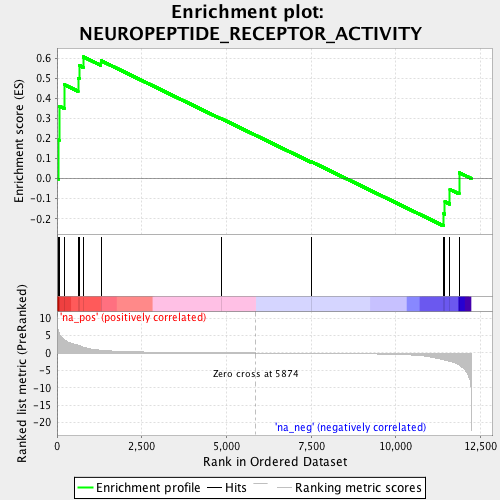 Enrichment plot:
NEUROPEPTIDE_RECEPTOR_ACTIVITY
Enrichment score (ES)
0.6
0.5
0.4
0.3
0.2
0.1
0.0
-0.1
-0.2
Ranked list metric (PreRanked)
10
5
0
-5
-10
-15
-20
'na_pos' (positively correlated)
Zero cross at 5874
'na_neg' (negatively correlated)
0
2,500
5,000
7,500
10,000
12,500
Rank in Ordered Dataset
Enrichment profile
Hits
Ranking metric scores